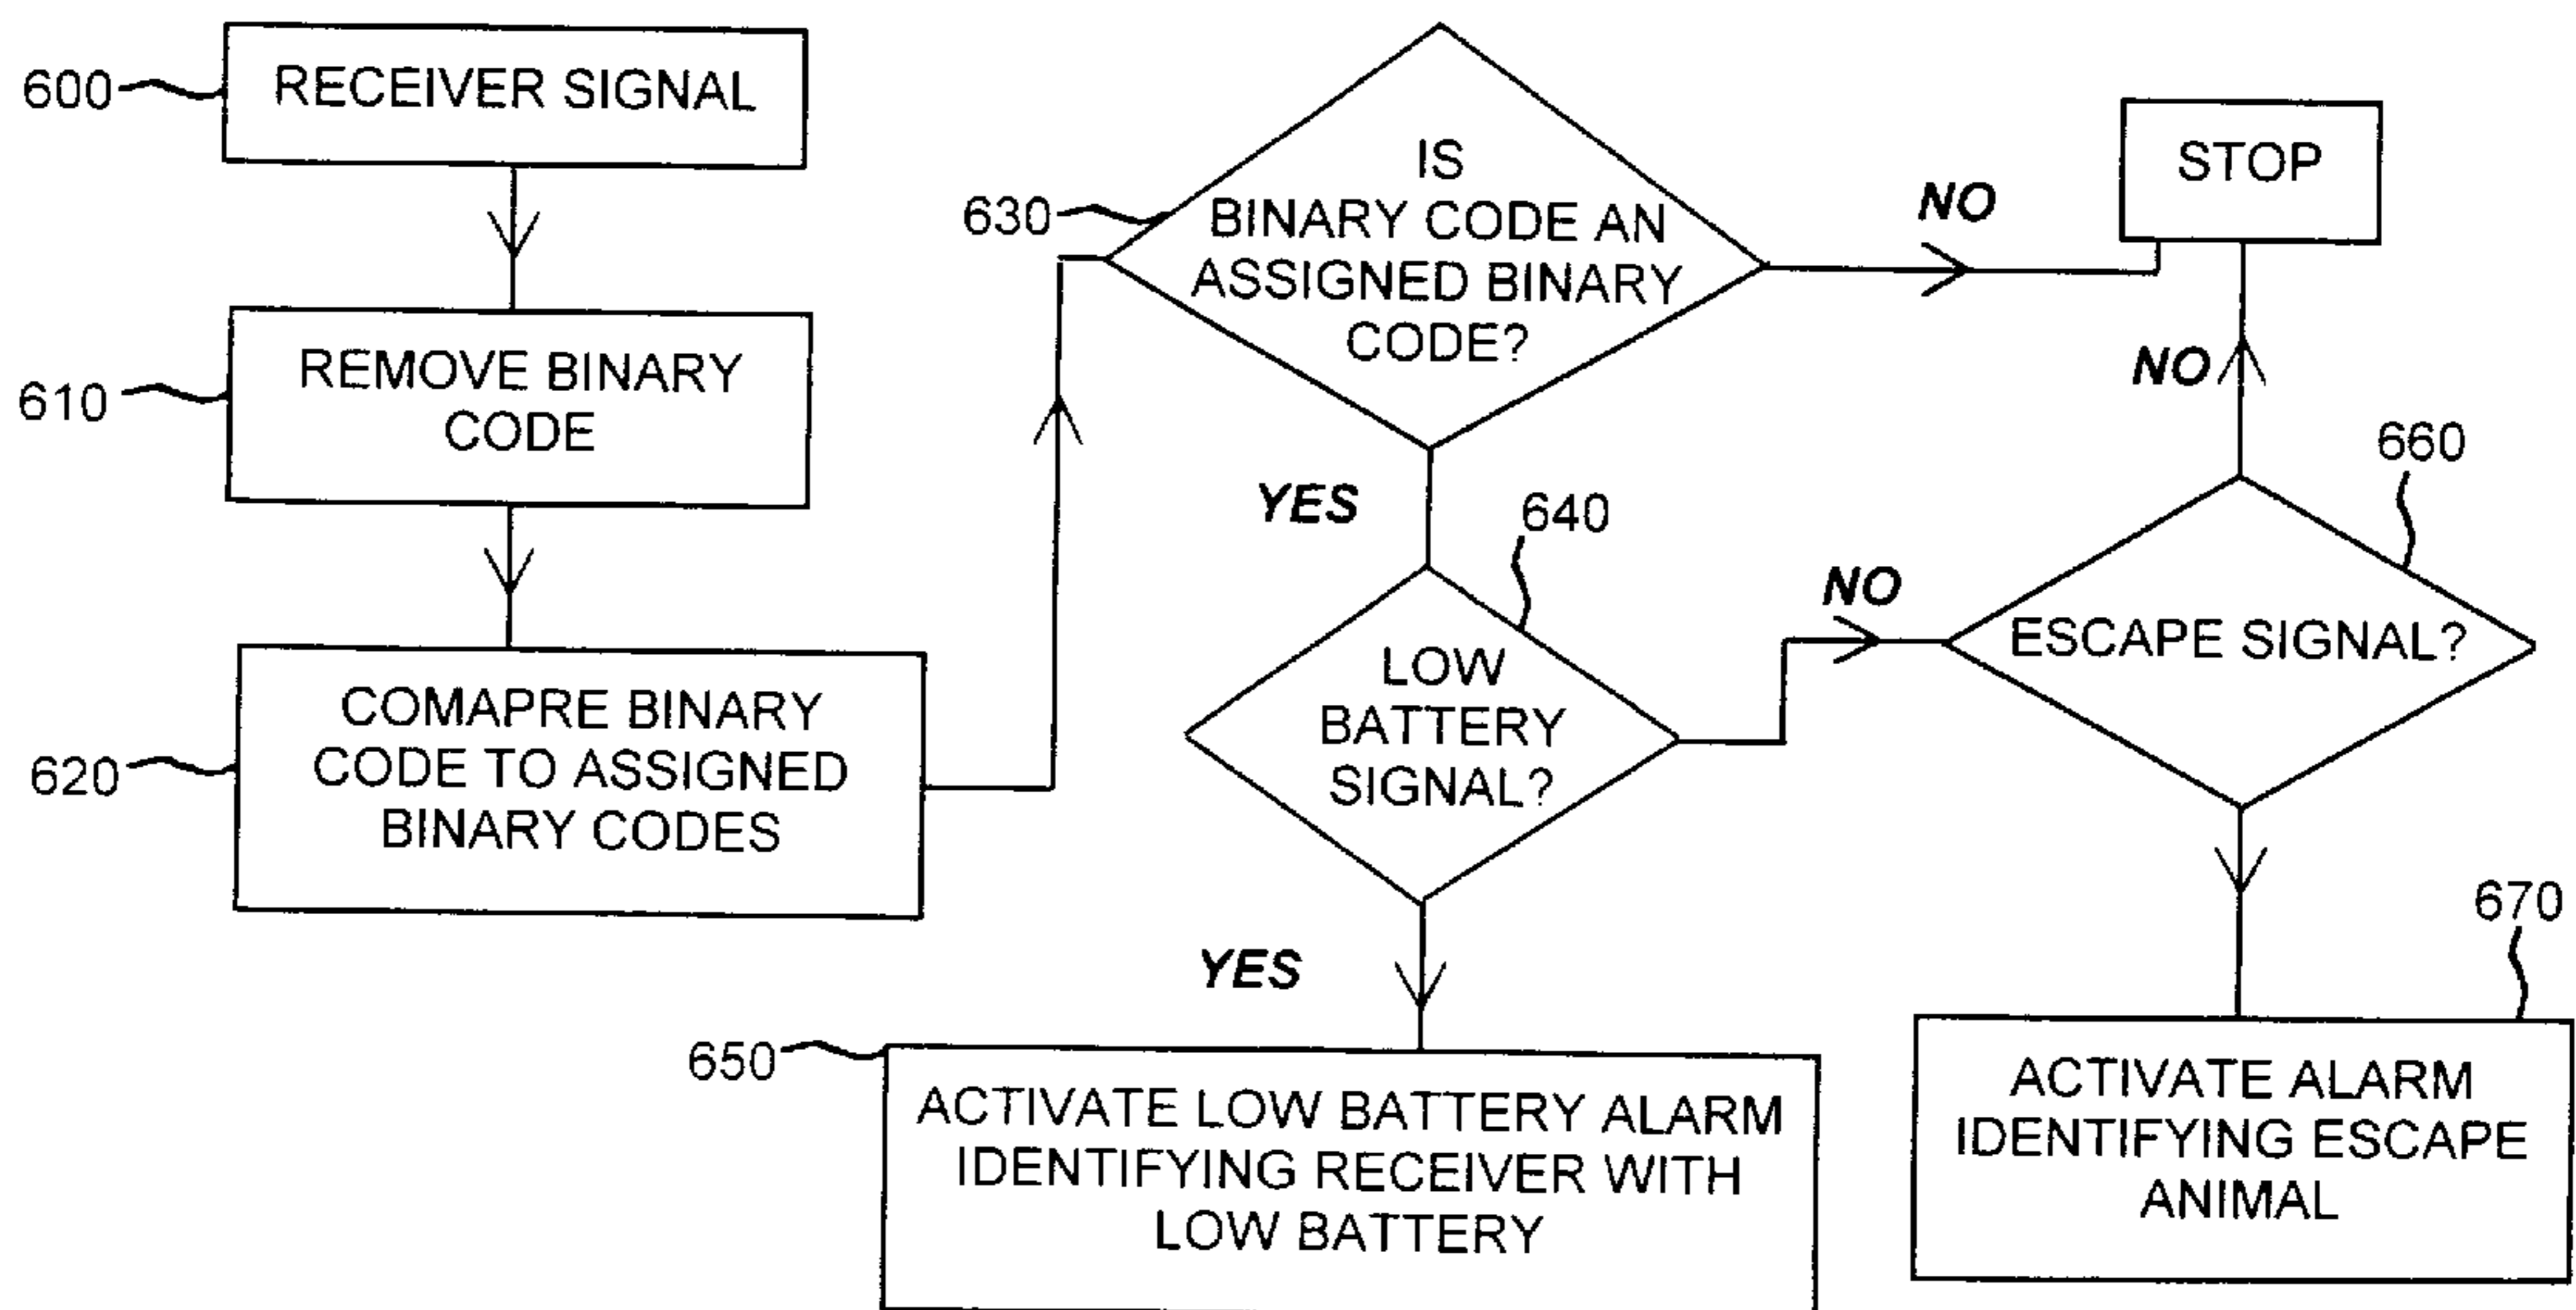 600
RECEIVER SIGNAL
610
REMOVE BINARY
CODE
620
COMAPRE BINARY
CODE TO ASSIGNED
BINARY CODES
630
IS
BINARY CODE AN
ASSIGNED BINARY
CODE?
NO
STOP
YES
640
LOW
BATTERY
SIGNAL?
NO
660
ESCAPE SIGNAL?
NO
YES
650
ACTIVATE LOW BATTERY ALARM
IDENTIFYING RECEIVER WITH
LOW BATTERY
670
ACTIVATE ALARM
IDENTIFYING ESCAPE
ANIMAL